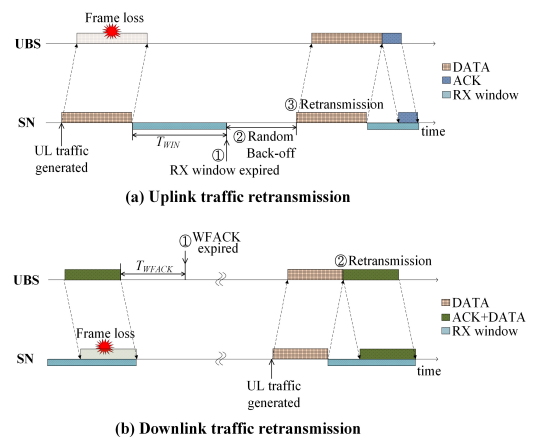 Frame loss
UBS
DATA
ACK
RX window
③ Retransmission
SN
time
T_WIN
② Random
Back-off
UL traffic
generated
①
RX window expired
(a) Uplink traffic retransmission
① WFACK
expired
T_WFACK
② Retransmission
UBS
DATA
ACK+DATA
RX window
Frame loss
SN
time
UL traffic
generated
(b) Downlink traffic retransmission